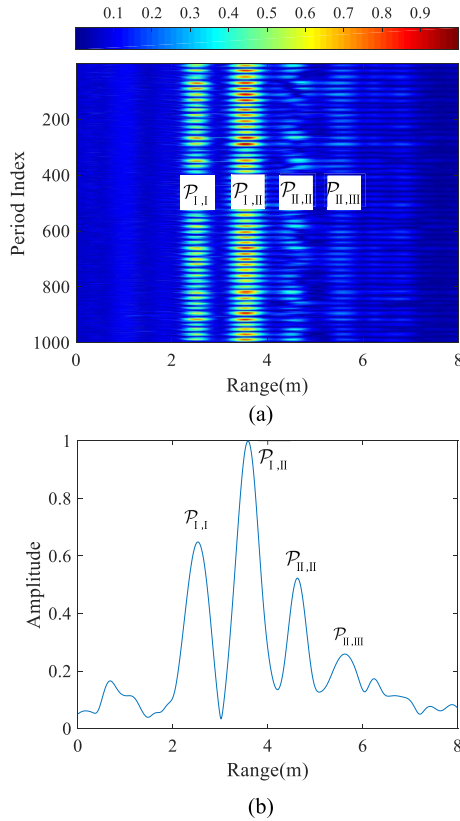 0.1 0.2 0.3 0.4 0.5 0.6 0.7 0.8 0.9
Period Index
200
400
600
800
1000
𝒫I,I 𝒫I,II 𝒫II,II 𝒫II,III
0 2 4 6 8
Range(m)
(a)
Amplitude
1
0.8
0.6
0.4
0.2
0
𝒫I,II
𝒫I,I
𝒫II,II
𝒫II,III
0 2 4 6 8
Range(m)
(b)